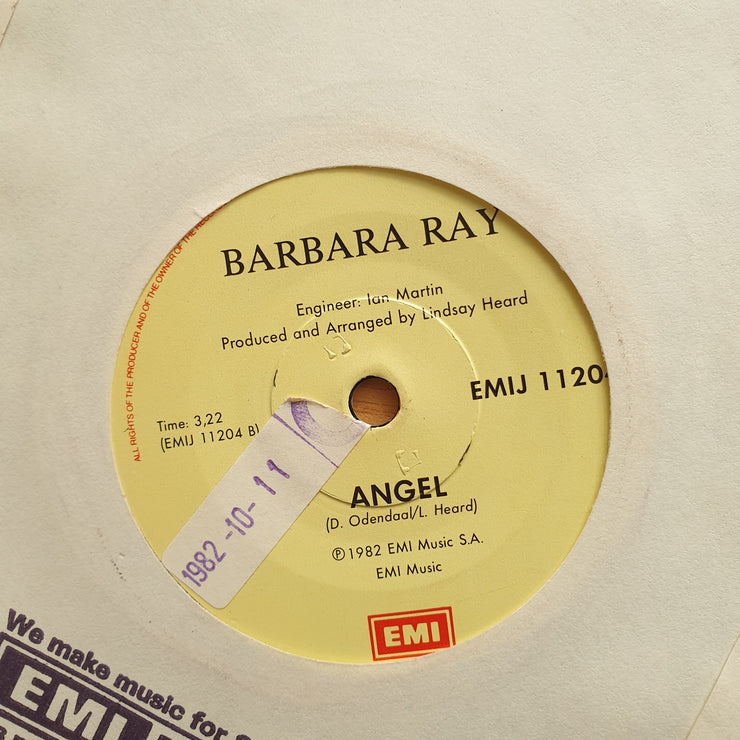 BARBARA RAY
Engineer: Ian Martin
Produced and Arranged by Lindsay Heard
EMIJ 11204
Time: 3,22
(EMIJ 11204 B)
ANGEL
(D. Odendaal/L. Heard)
℗ 1982 EMI Music S.A.
EMI Music
EMI
1982-10-11
ALL RIGHTS OF THE PRODUCER AND OF THE OWNER OF THE
We make music for
EMI